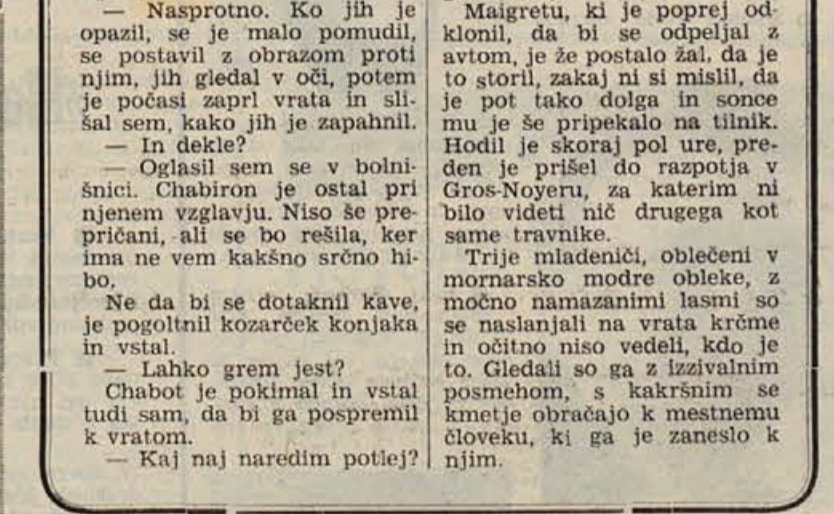 — Nasprotno. Ko jih je
opazil, se je malo pomudil,
se postavil z obrazom proti
njim, jih gledal v oči, potem
je počasi zaprl vrata in sli-
šal sem, kako jih je zapahnil.
— In dekle?
— Oglasil sem se v bolni-
šnici. Chabiron je ostal pri
njenem vzglavju. Niso še pre-
pričani, ali se bo rešila, ker
ima ne vem kakšno srčno hi-
bo.
Ne da bi se dotaknil kave,
je pogoltnil kozarček konjaka
in vstal.
— Lahko grem jest?
Chabot je pokimal in vstal
tudi sam, da bi ga pospremil
k vratom.
— Kaj naj naredim potlej?
Maigretu, ki je poprej od-
klonil, da bi se odpeljal z
avtom, je že postalo žal, da je
to storil, zakaj ni si mislil, da
je pot tako dolga in sonce
mu je še pripekalo na tilnik.
Hodil je skoraj pol ure, pre-
den je prišel do razpotja v
Gros-Noyeru, za katerim ni
bilo videti nič drugega kot
same travnike.
Trije mladeniči, oblečeni v
mornarsko modre obleke, z
močno namazanimi lasmi so
se naslanjali na vrata krčme
in očitno niso vedeli, kdo je
to. Gledali so ga z izzivalnim
posmehom, s kakršnim se
kmetje obračajo k mestnemu
človeku, ki ga je zaneslo k
njim.